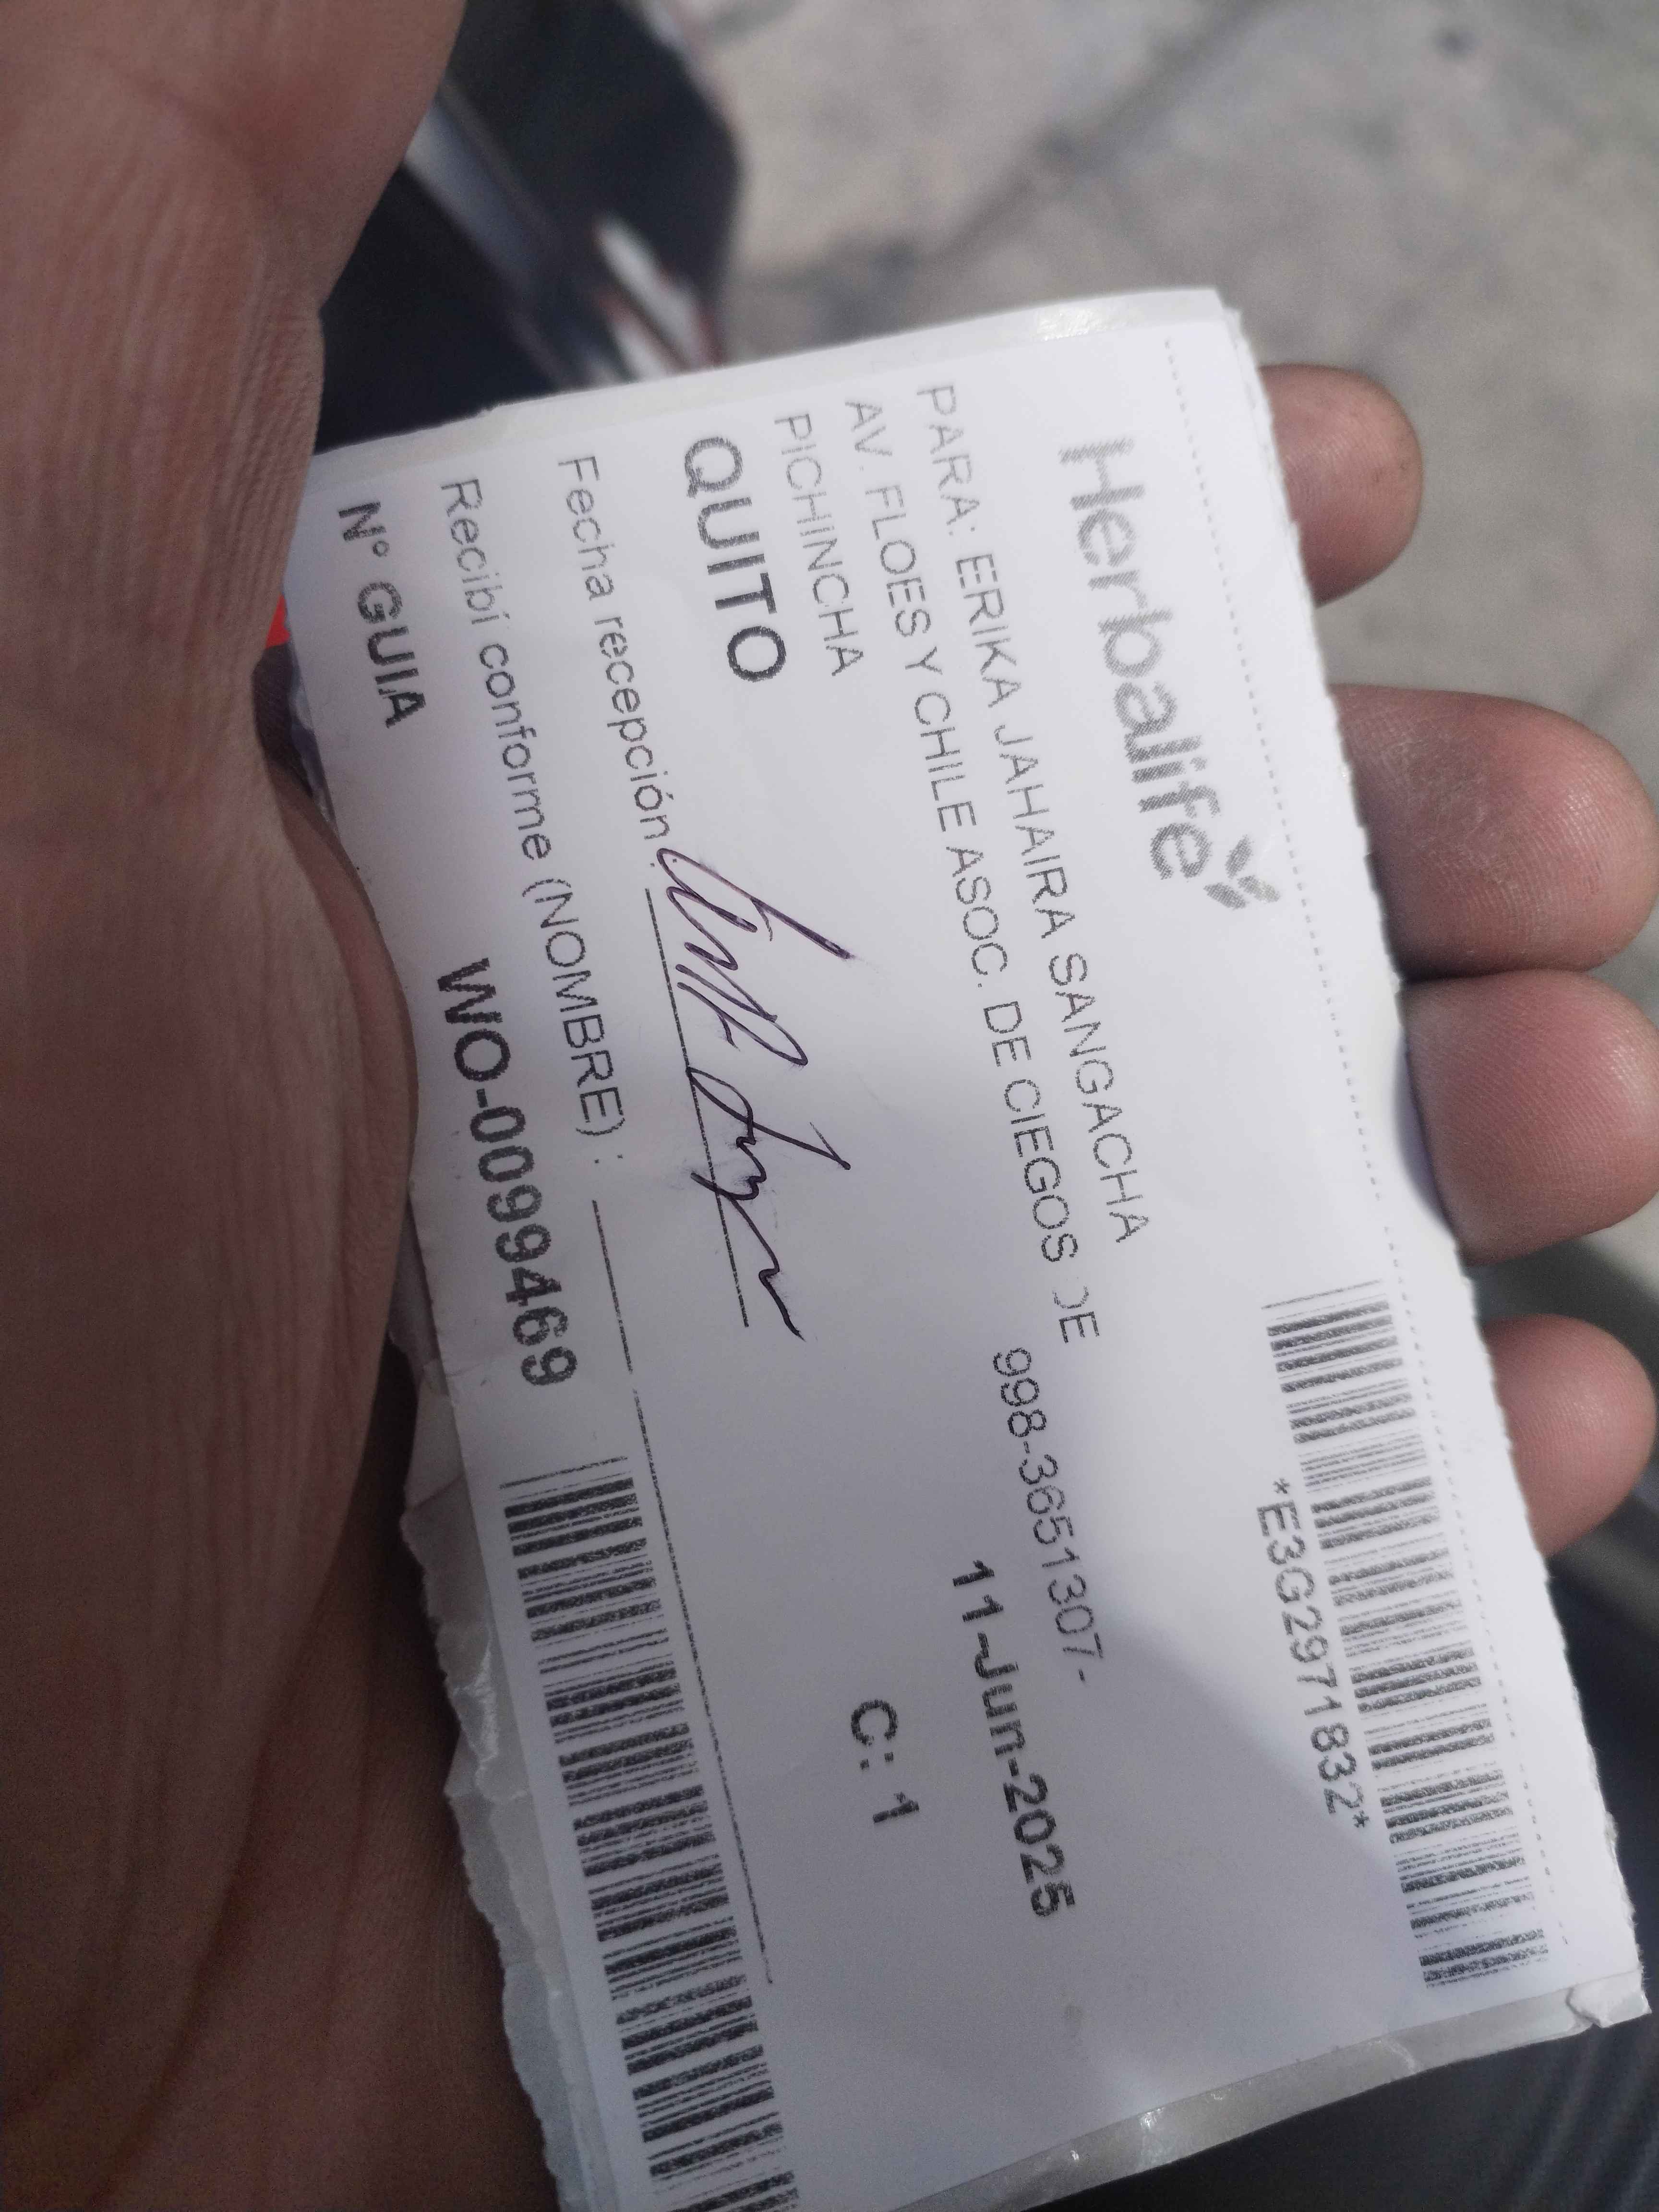 Herbalife
*E3G2971832*
PARA: ERIKA JAHAIRA SANGACHA
AV. FLOES Y CHILE ASOC. DE CIEGOS DE
998-3651307-
PICHINCHA
11-Jun-2025
QUITO
C: 1
Fecha recepción
Recibí conforme (NOMBRE) :
N° GUIA WO-0099469